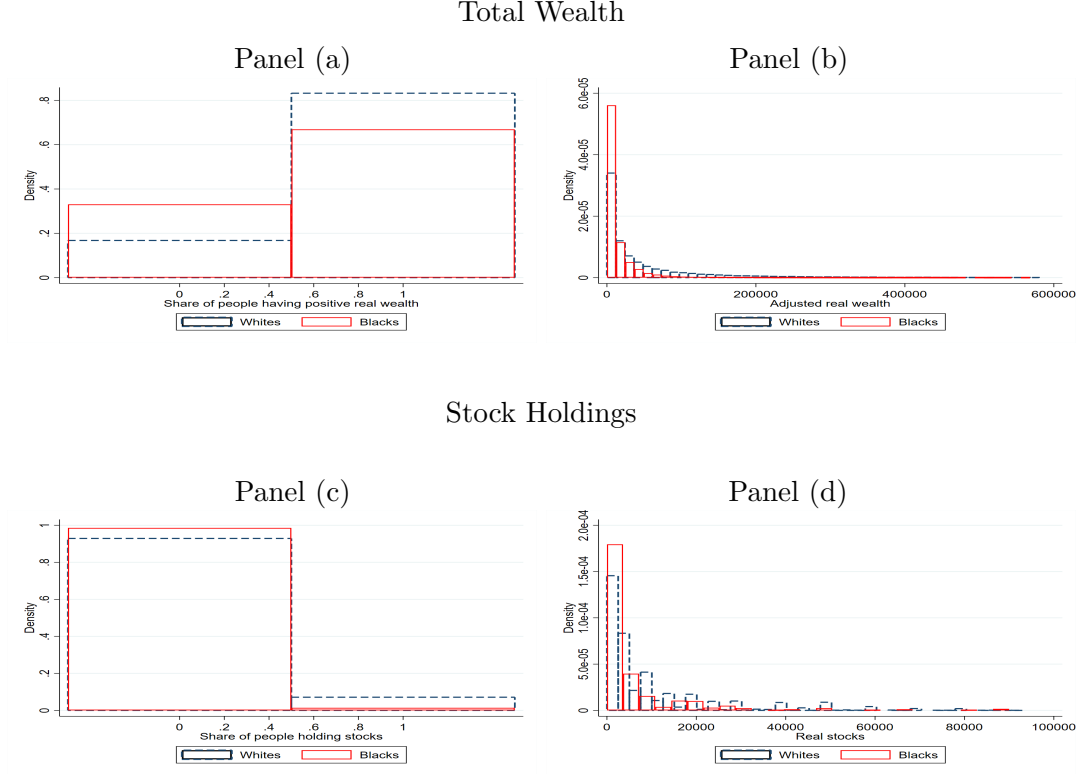 Total Wealth
Panel (a)
Panel (b)
Density
0 .2 .4 .6 .8
0 .2 .4 .6 .8 1
Share of people having positive real wealth
Whites Blacks
Density
0 2.0e-05 4.0e-05 6.0e-05
0 200000 400000 600000
Adjusted real wealth
Whites Blacks
Stock Holdings
Panel (c)
Panel (d)
Density
0 .2 .4 .6 .8 1
0 .2 .4 .6 .8 1
Share of people holding stocks
Whites Blacks
Density
0 5.0e-05 1.0e-04 1.5e-04 2.0e-04
0 20000 40000 60000 80000 100000
Real stocks
Whites Blacks